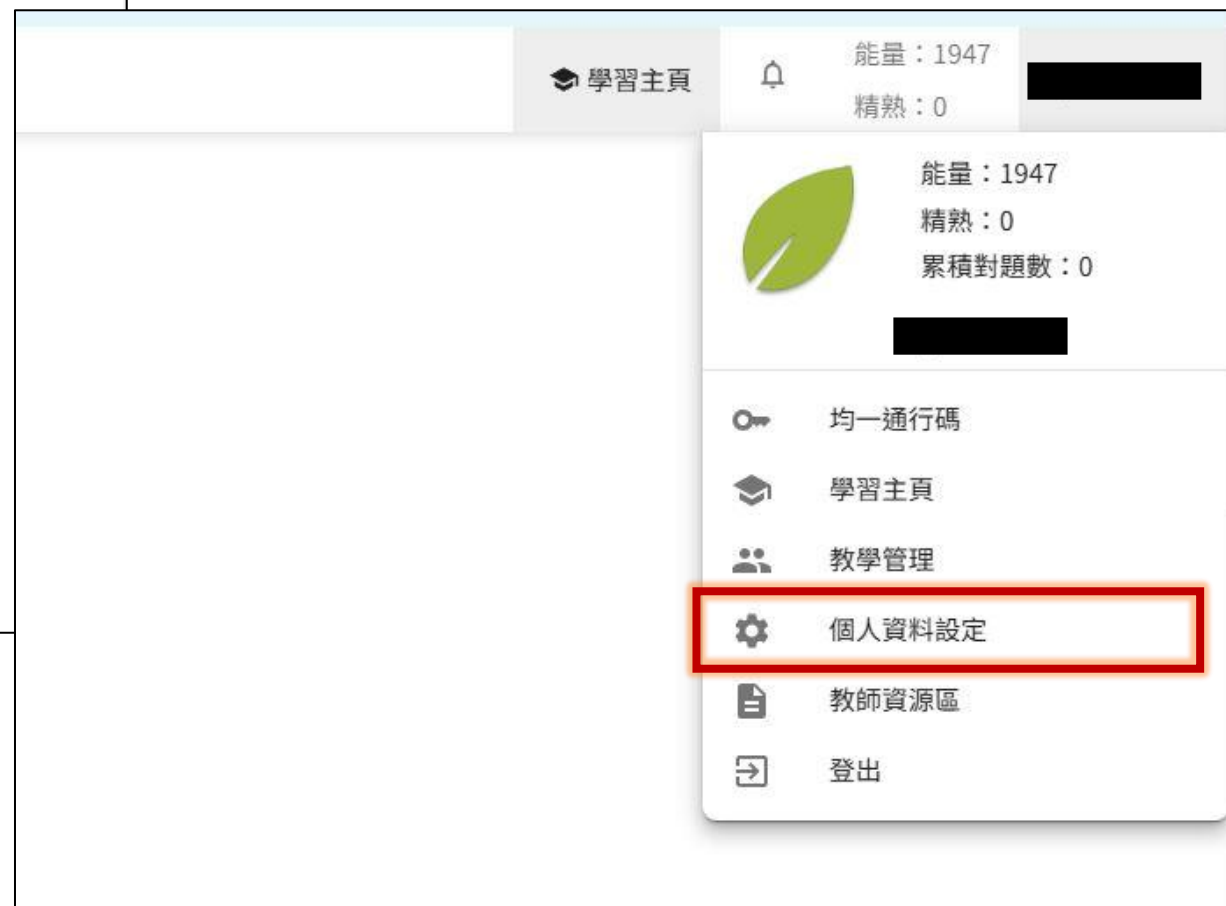 學習主頁
能量：1947
精熟：0
能量：1947
精熟：0
累積對題數：0
均一通行碼
學習主頁
教學管理
個人資料設定
教師資源區
登出